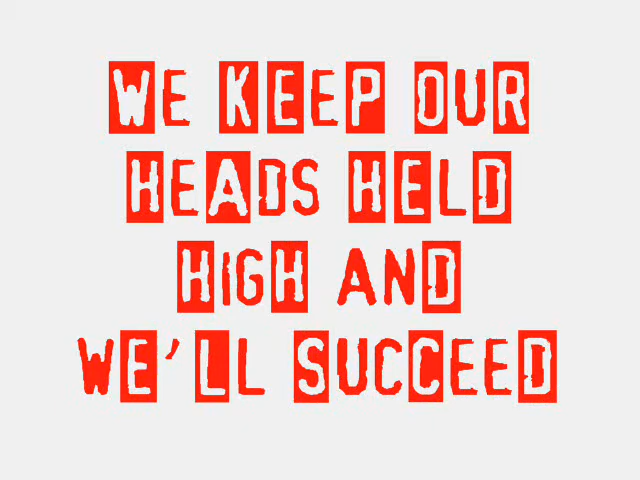 WE KEEP OUR
HEADS HELD
HIGH AND
WE'LL SUCCEED